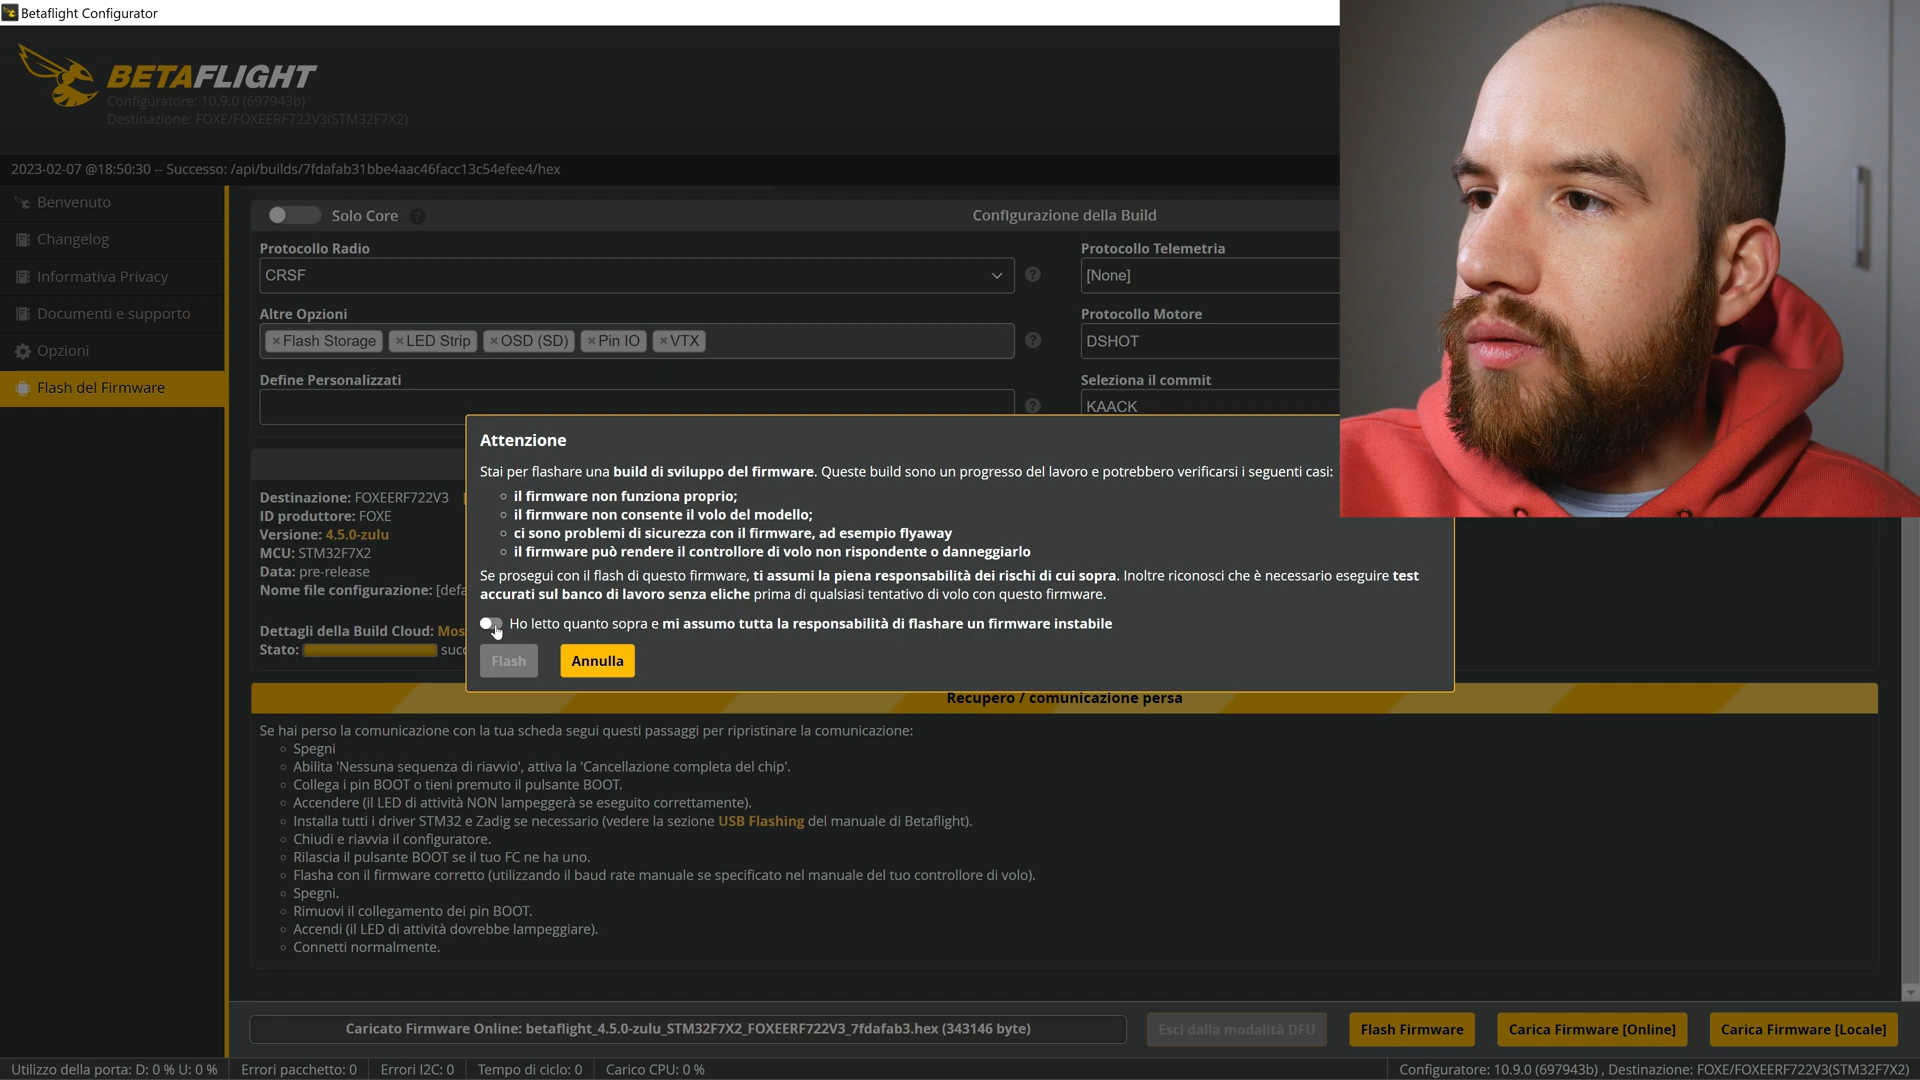 Betaflight Configurator
BETAFLIGHT
Configuratore: 10.9.0 (697943b)
Destinazione: FOXE/FOXEERF722V3(STM32F7X2)
2023-02-07 @18:50:30 -- Successo: /api/builds/7fdafab31bbe4aac46facc13c54efee4/hex
Benvenuto
Changelog
Informativa Privacy
Documenti e supporto
Opzioni
Flash del Firmware
Solo Core ?
Configurazione della Build
Protocollo Radio
CRSF ?
Protocollo Telemetria
[None]
Altre Opzioni
×Flash Storage ×LED Strip ×OSD (SD) ×Pin IO ×VTX ?
Protocollo Motore
DSHOT
Define Personalizzati
?
Seleziona il commit
KAACK
Destinazione: FOXEERF722V3
ID produttore: FOXE
Versione: 4.5.0-zulu
MCU: STM32F7X2
Data: pre-release
Nome file configurazione: [defa
Dettagli della Build Cloud: Mos
Stato: succ
Attenzione
Stai per flashare una build di sviluppo del firmware. Queste build sono un progresso del lavoro e potrebbero verificarsi i seguenti casi:
il firmware non funziona proprio;
il firmware non consente il volo del modello;
ci sono problemi di sicurezza con il firmware, ad esempio flyaway
il firmware può rendere il controllore di volo non rispondente o danneggiarlo
Se prosegui con il flash di questo firmware, ti assumi la piena responsabilità dei rischi di cui sopra. Inoltre riconosci che è necessario eseguire test
accurati sul banco di lavoro senza eliche prima di qualsiasi tentativo di volo con questo firmware.
Ho letto quanto sopra e mi assumo tutta la responsabilità di flashare un firmware instabile
Flash
Annulla
Recupero / comunicazione persa
Se hai perso la comunicazione con la tua scheda segui questi passaggi per ripristinare la comunicazione:
Spegni
Abilita 'Nessuna sequenza di riavvio', attiva la 'Cancellazione completa del chip'.
Collega i pin BOOT o tieni premuto il pulsante BOOT.
Accendere (il LED di attività NON lampeggerà se eseguito correttamente).
Installa tutti i driver STM32 e Zadig se necessario (vedere la sezione USB Flashing del manuale di Betaflight).
Chiudi e riavvia il configuratore.
Rilascia il pulsante BOOT se il tuo FC ne ha uno.
Flasha con il firmware corretto (utilizzando il baud rate manuale se specificato nel manuale del tuo controllore di volo).
Spegni.
Rimuovi il collegamento dei pin BOOT.
Accendi (il LED di attività dovrebbe lampeggiare).
Connetti normalmente.
Caricato Firmware Online: betaflight_4.5.0-zulu_STM32F7X2_FOXEERF722V3_7fdafab3.hex (343146 byte)
Esci dalla modalità DFU
Flash Firmware
Carica Firmware [Online]
Carica Firmware [Locale]
Utilizzo della porta: D: 0 % U: 0 %
Errori pacchetto: 0
Errori I2C: 0
Tempo di ciclo: 0
Carico CPU: 0 %
Configuratore: 10.9.0 (697943b) , Destinazione: FOXE/FOXEERF722V3(STM32F7X2)